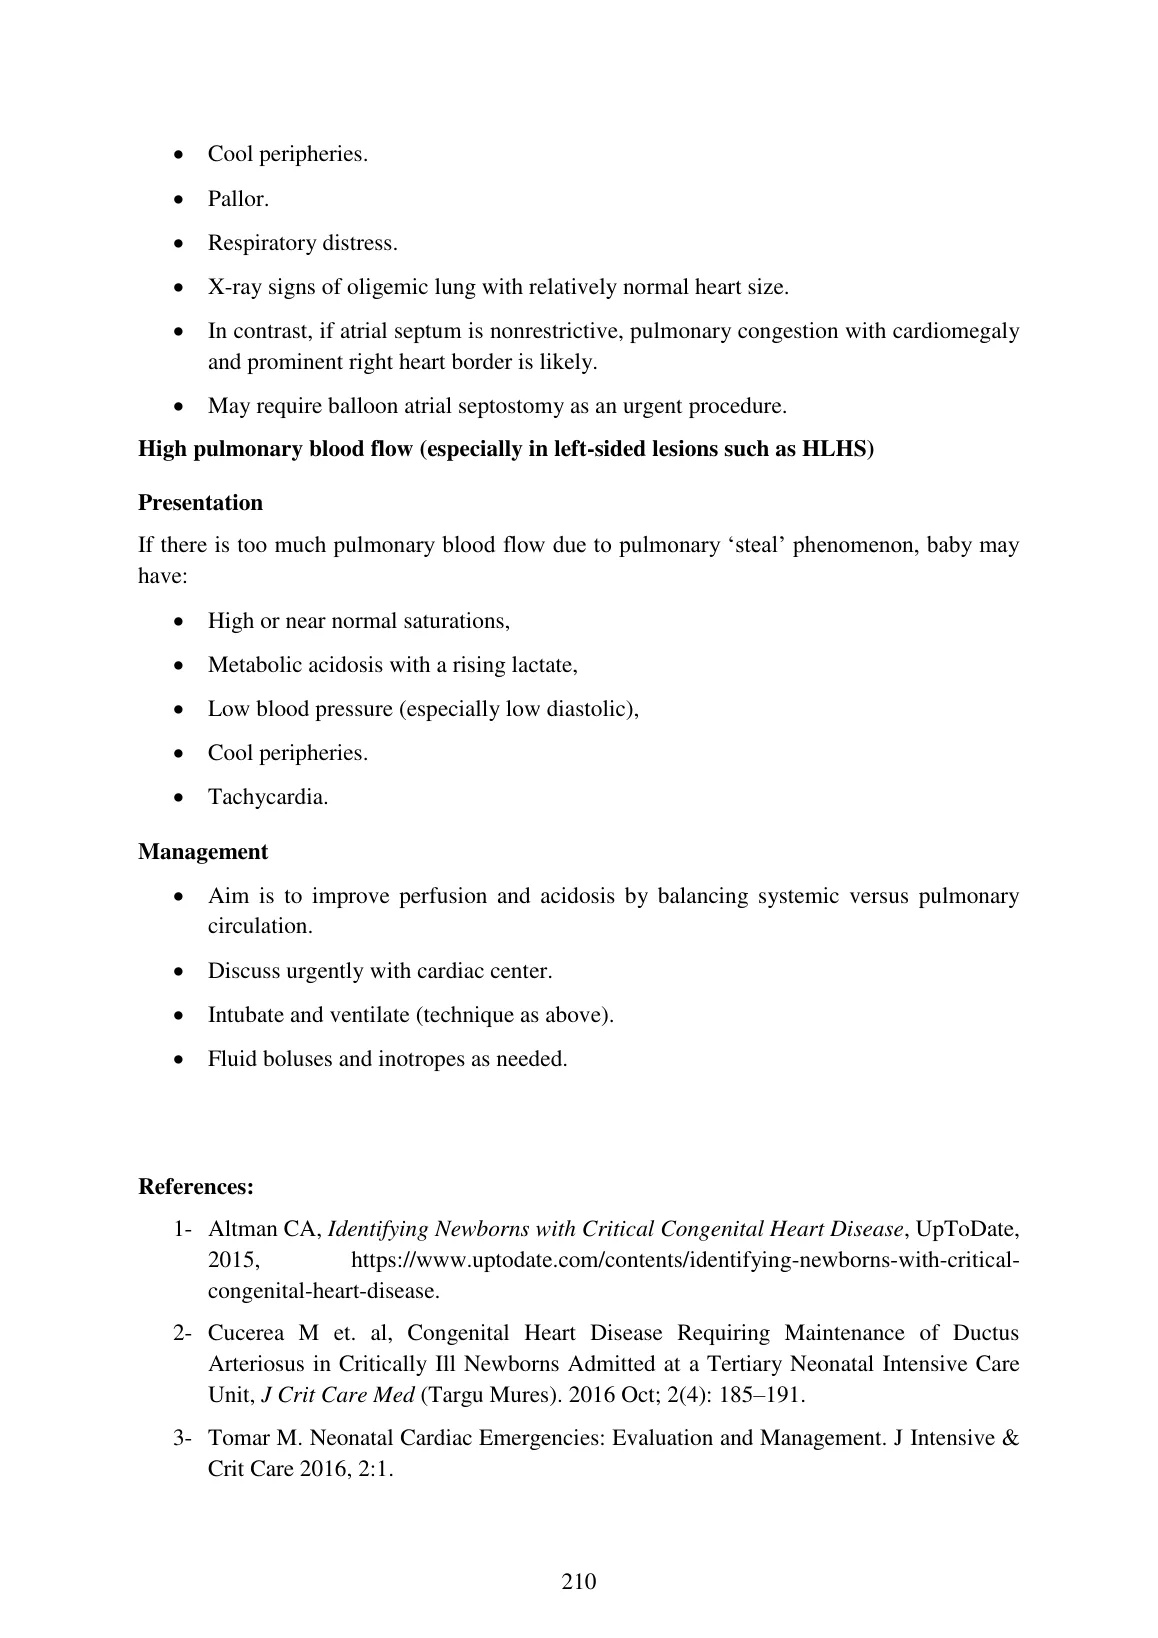 • Cool peripheries.
• Pallor.
• Respiratory distress.
• X-ray signs of oligemic lung with relatively normal heart size.
• In contrast, if atrial septum is nonrestrictive, pulmonary congestion with cardiomegaly
and prominent right heart border is likely.
• May require balloon atrial septostomy as an urgent procedure.
High pulmonary blood flow (especially in left-sided lesions such as HLHS)
Presentation
If there is too much pulmonary blood flow due to pulmonary ‘steal’ phenomenon, baby may
have:
• High or near normal saturations,
• Metabolic acidosis with a rising lactate,
• Low blood pressure (especially low diastolic),
• Cool peripheries.
• Tachycardia.
Management
• Aim is to improve perfusion and acidosis by balancing systemic versus pulmonary
circulation.
• Discuss urgently with cardiac center.
• Intubate and ventilate (technique as above).
• Fluid boluses and inotropes as needed.
References:
1- Altman CA, Identifying Newborns with Critical Congenital Heart Disease, UpToDate,
2015, https://www.uptodate.com/contents/identifying-newborns-with-critical-
congenital-heart-disease.
2- Cucerea M et. al, Congenital Heart Disease Requiring Maintenance of Ductus
Arteriosus in Critically Ill Newborns Admitted at a Tertiary Neonatal Intensive Care
Unit, J Crit Care Med (Targu Mures). 2016 Oct; 2(4): 185–191.
3- Tomar M. Neonatal Cardiac Emergencies: Evaluation and Management. J Intensive &
Crit Care 2016, 2:1.
210